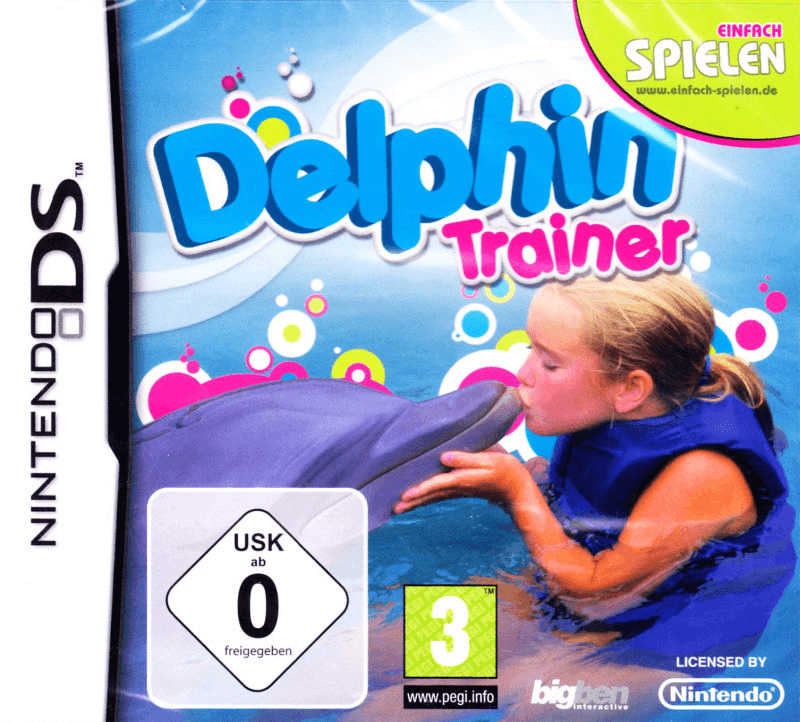 NINTENDO DS™
EINFACH
SPIELEN
www.einfach-spielen.de
Delphin
Trainer
USK
ab
0
freigegeben
3™
www.pegi.info
bigben
interactive
LICENSED BY
Nintendo®